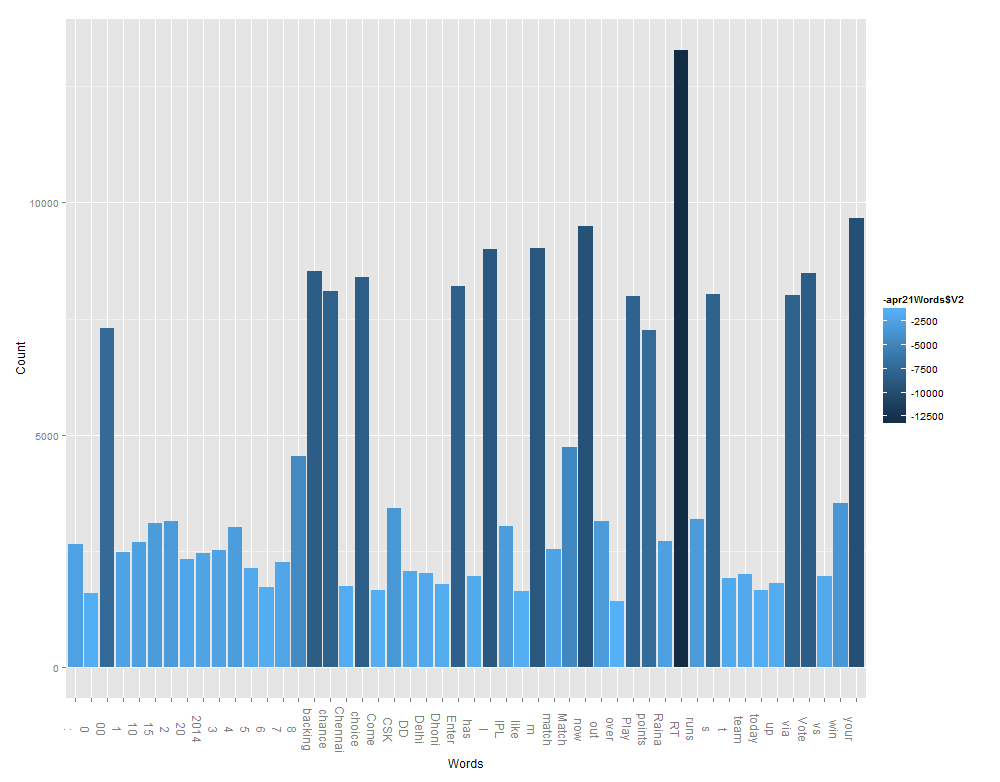 10000
5000
0
Count
:
0
00
1
10
15
2
20
2014
3
4
5
6
7
8
backing
chance
Chennai
choice
Come
CSK
DD
Delhi
Dhoni
Enter
has
I
IPL
like
m
match
Match
now
out
over
Play
points
Raina
RT
runs
s
t
team
today
up
via
Vote
vs
win
your
Words
-apr21Words$V2
-2500
-5000
-7500
-10000
-12500